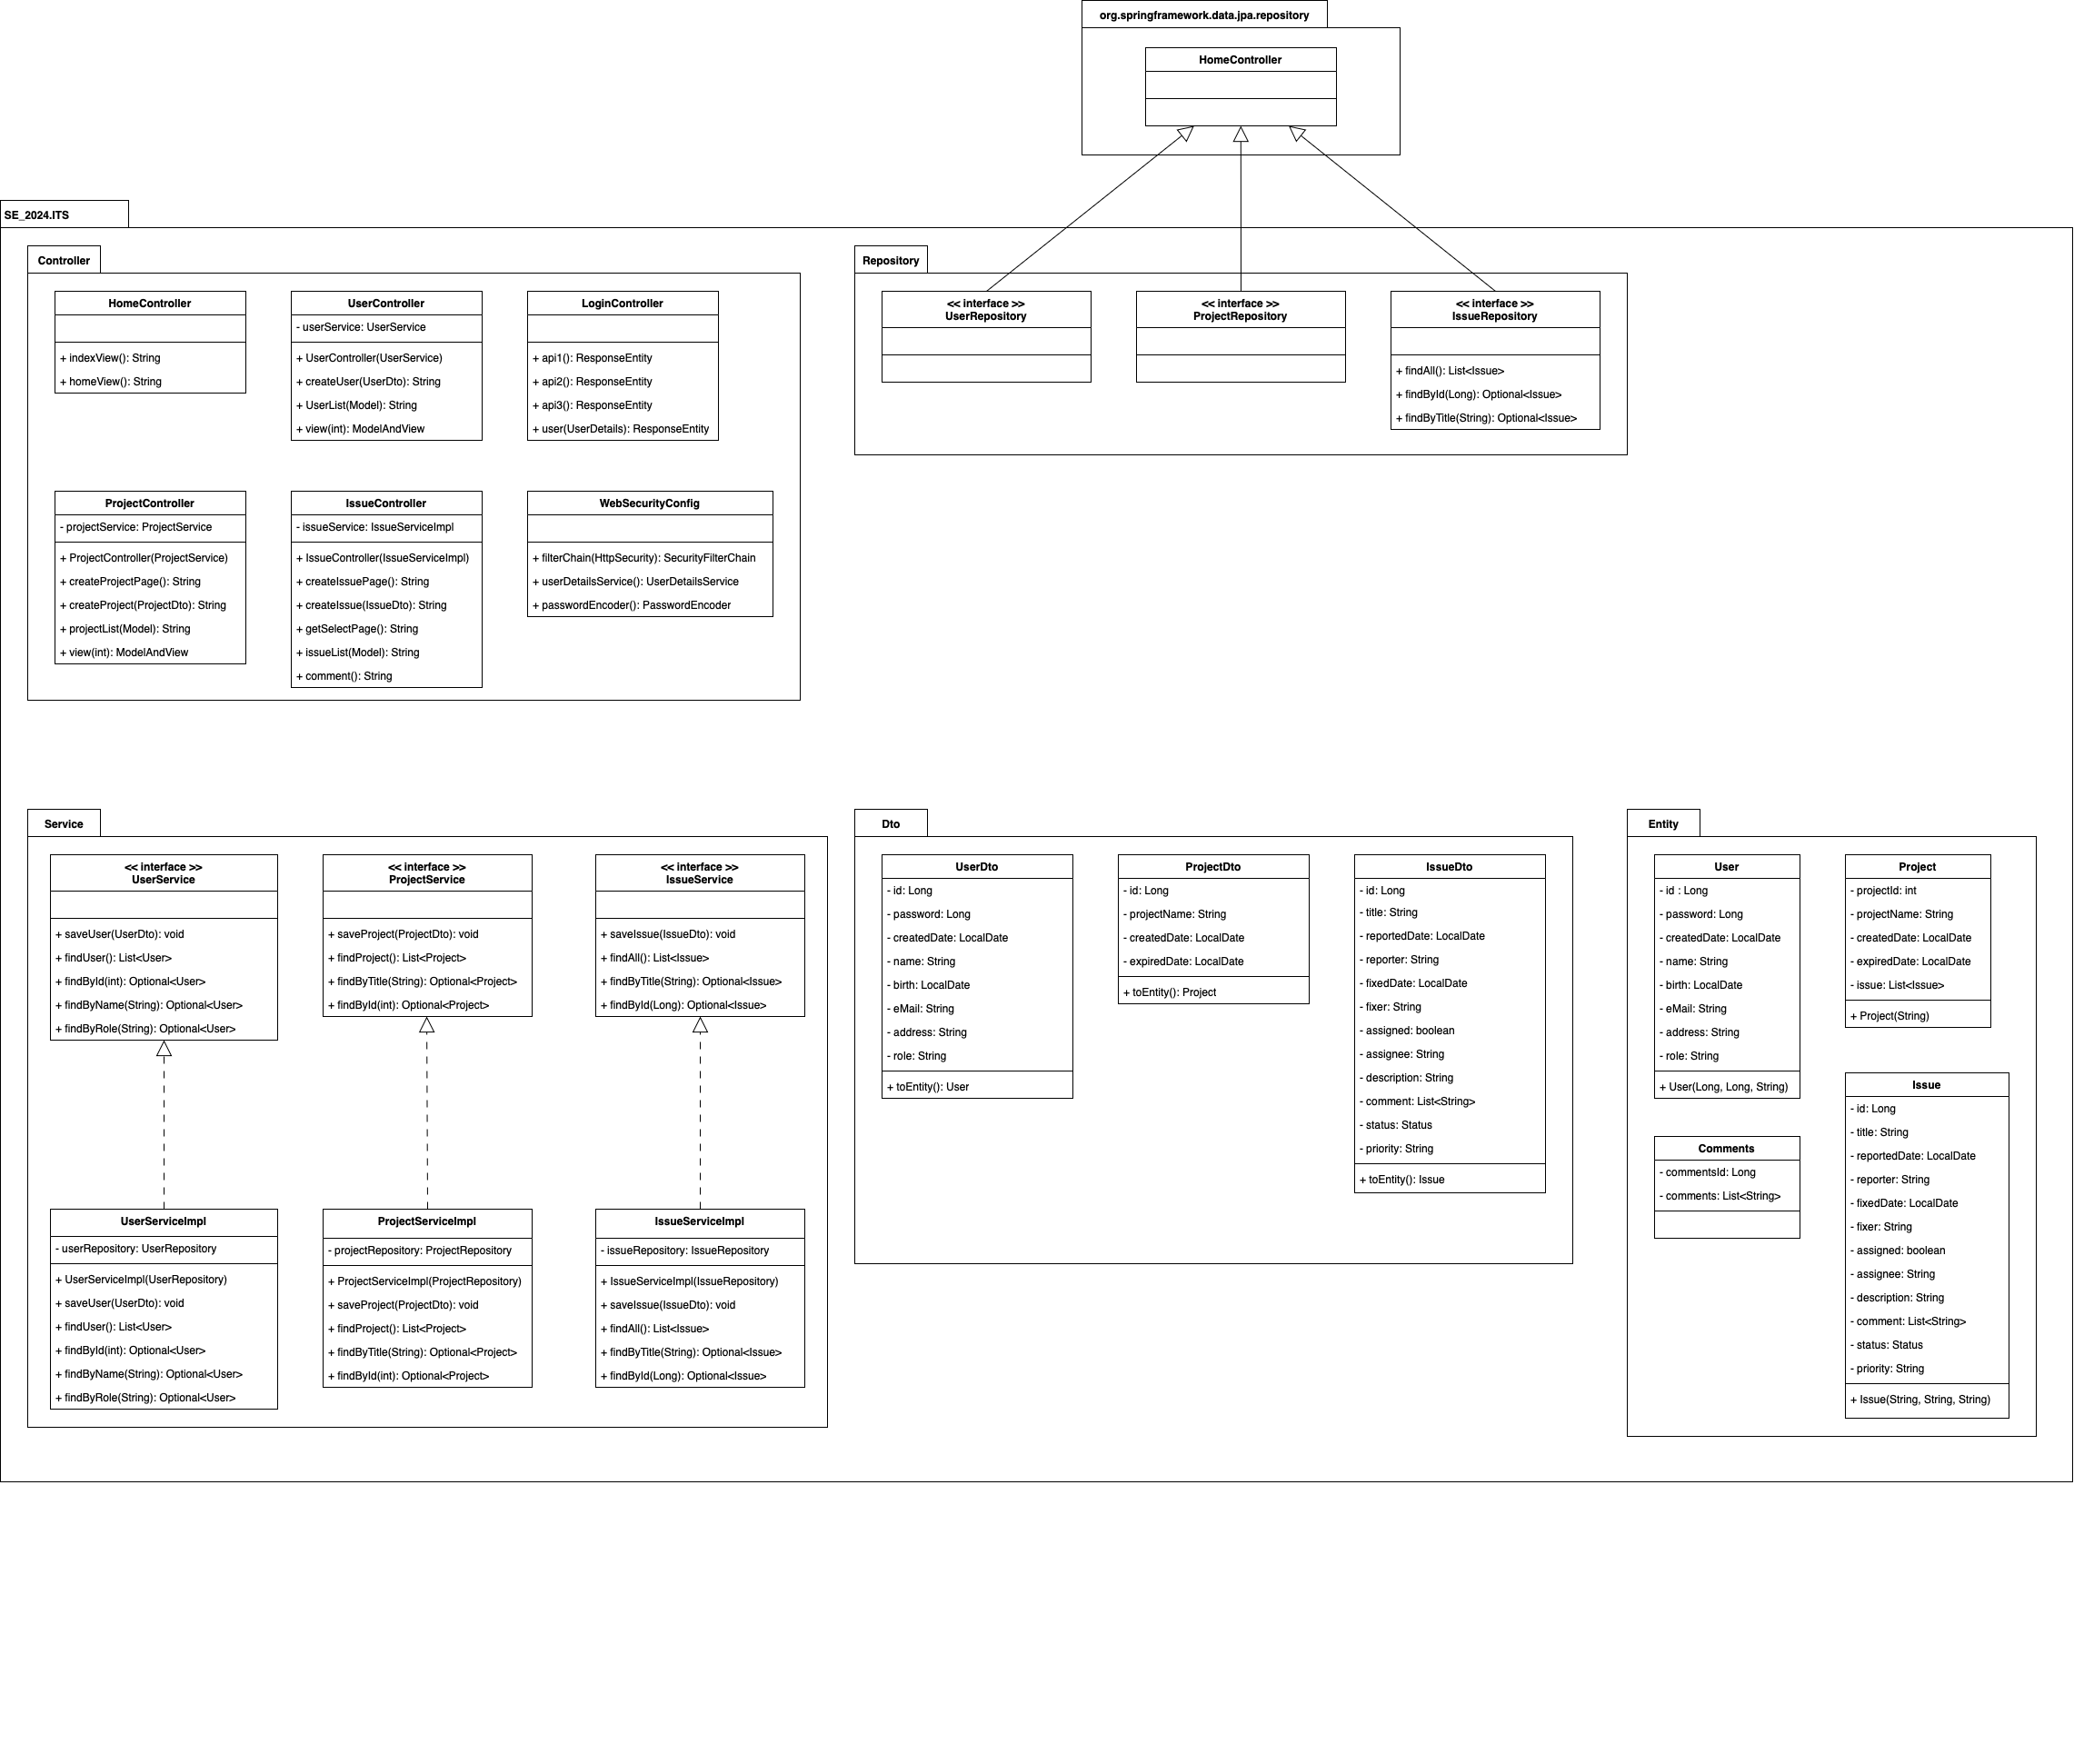 org.springframework.data.jpa.repository
HomeController
SE_2024.ITS
Controller
HomeController
+ indexView(): String
+ homeView(): String
UserController
- userService: UserService
+ UserController(UserService)
+ createUser(UserDto): String
+ UserList(Model): String
+ view(int): ModelAndView
LoginController
+ api1(): ResponseEntity
+ api2(): ResponseEntity
+ api3(): ResponseEntity
+ user(UserDetails): ResponseEntity
ProjectController
- projectService: ProjectService
+ ProjectController(ProjectService)
+ createProjectPage(): String
+ createProject(ProjectDto): String
+ projectList(Model): String
+ view(int): ModelAndView
IssueController
- issueService: IssueServiceImpl
+ IssueController(IssueServiceImpl)
+ createIssuePage(): String
+ createIssue(IssueDto): String
+ getSelectPage(): String
+ issueList(Model): String
+ comment(): String
WebSecurityConfig
+ filterChain(HttpSecurity): SecurityFilterChain
+ userDetailsService(): UserDetailsService
+ passwordEncoder(): PasswordEncoder
Repository
<< interface >>
UserRepository
<< interface >>
ProjectRepository
<< interface >>
IssueRepository
+ findAll(): List<Issue>
+ findById(Long): Optional<Issue>
+ findByTitle(String): Optional<Issue>
Service
<< interface >>
UserService
+ saveUser(UserDto): void
+ findUser(): List<User>
+ findById(int): Optional<User>
+ findByName(String): Optional<User>
+ findByRole(String): Optional<User>
<< interface >>
ProjectService
+ saveProject(ProjectDto): void
+ findProject(): List<Project>
+ findByTitle(String): Optional<Project>
+ findById(int): Optional<Project>
<< interface >>
IssueService
+ saveIssue(IssueDto): void
+ findAll(): List<Issue>
+ findByTitle(String): Optional<Issue>
+ findById(Long): Optional<Issue>
UserServiceImpl
- userRepository: UserRepository
+ UserServiceImpl(UserRepository)
+ saveUser(UserDto): void
+ findUser(): List<User>
+ findById(int): Optional<User>
+ findByName(String): Optional<User>
+ findByRole(String): Optional<User>
ProjectServiceImpl
- projectRepository: ProjectRepository
+ ProjectServiceImpl(ProjectRepository)
+ saveProject(ProjectDto): void
+ findProject(): List<Project>
+ findByTitle(String): Optional<Project>
+ findById(int): Optional<Project>
IssueServiceImpl
- issueRepository: IssueRepository
+ IssueServiceImpl(IssueRepository)
+ saveIssue(IssueDto): void
+ findAll(): List<Issue>
+ findByTitle(String): Optional<Issue>
+ findById(Long): Optional<Issue>
Dto
UserDto
- id: Long
- password: Long
- createdDate: LocalDate
- name: String
- birth: LocalDate
- eMail: String
- address: String
- role: String
+ toEntity(): User
ProjectDto
- id: Long
- projectName: String
- createdDate: LocalDate
- expiredDate: LocalDate
+ toEntity(): Project
IssueDto
- id: Long
- title: String
- reportedDate: LocalDate
- reporter: String
- fixedDate: LocalDate
- fixer: String
- assigned: boolean
- assignee: String
- description: String
- comment: List<String>
- status: Status
- priority: String
+ toEntity(): Issue
Entity
User
- id : Long
- password: Long
- createdDate: LocalDate
- name: String
- birth: LocalDate
- eMail: String
- address: String
- role: String
+ User(Long, Long, String)
Project
- projectId: int
- projectName: String
- createdDate: LocalDate
- expiredDate: LocalDate
- issue: List<Issue>
+ Project(String)
Comments
- commentsId: Long
- comments: List<String>
Issue
- id: Long
- title: String
- reportedDate: LocalDate
- reporter: String
- fixedDate: LocalDate
- fixer: String
- assigned: boolean
- assignee: String
- description: String
- comment: List<String>
- status: Status
- priority: String
+ Issue(String, String, String)